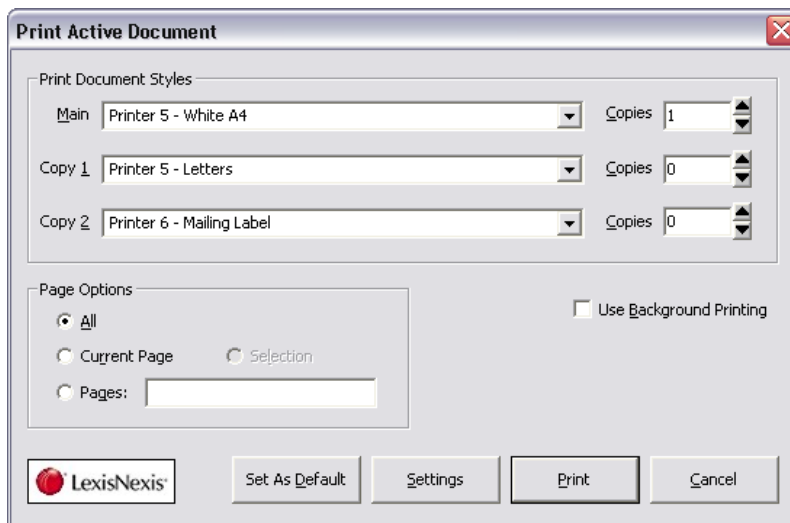 Print Active Document
Print Document Styles
Main Printer 5 - White A4 Copies 1
Copy 1 Printer 5 - Letters Copies 0
Copy 2 Printer 6 - Mailing Label Copies 0
Page Options
All
Use Background Printing
Current Page Selection
Pages:
LexisNexis Set As Default Settings Print Cancel